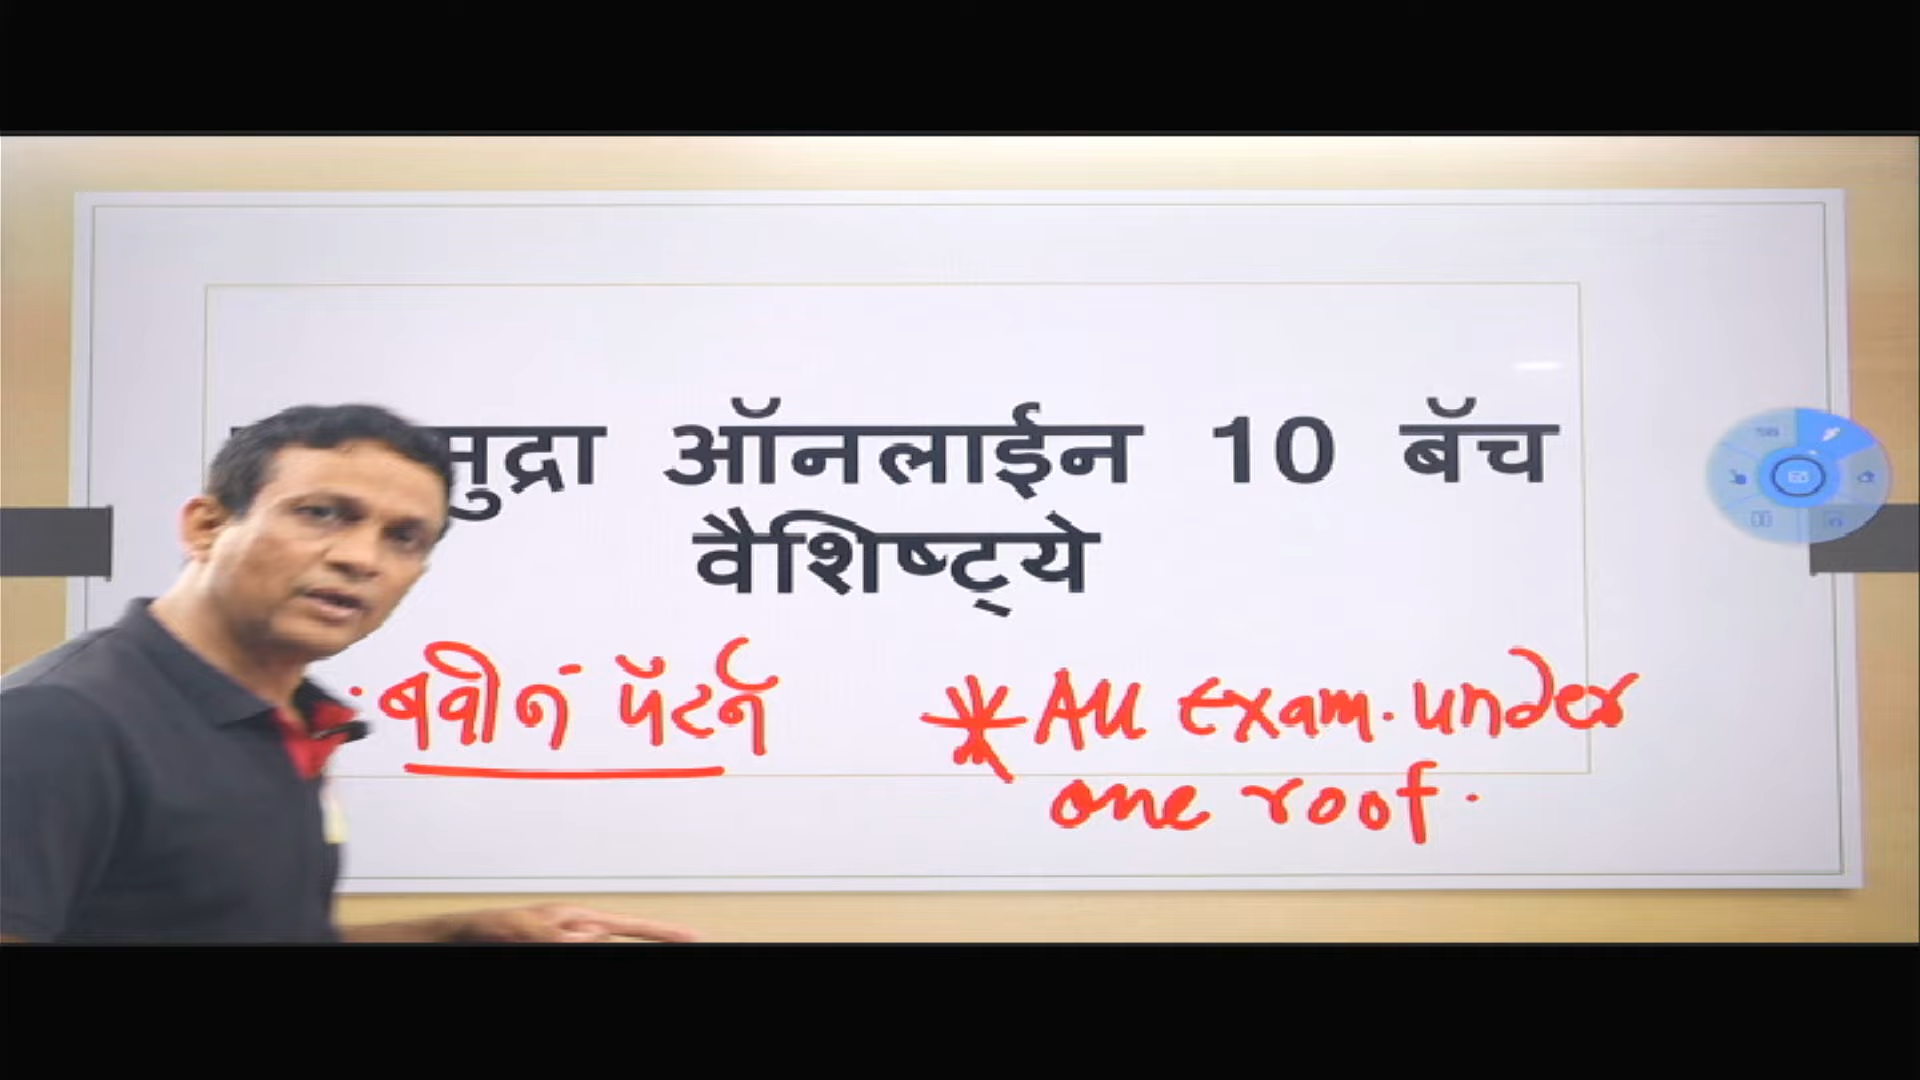 मुद्रा ऑनलाईन 10 बॅच
वैशिष्ट्ये
नवीन पॅटर्न
All Exam. under
one roof.